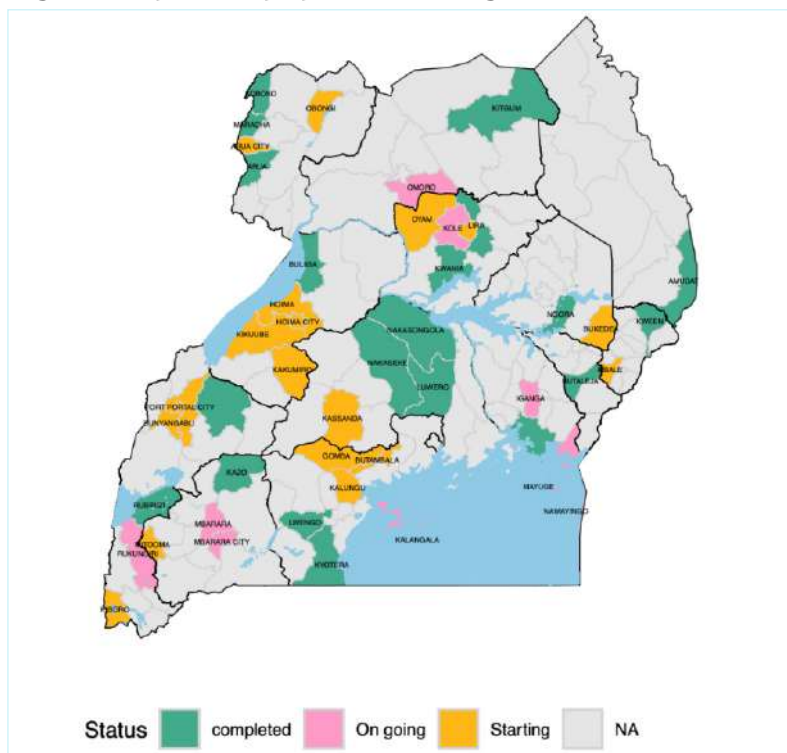 KOBOKO
MARACHA
ARUA CITY
ARUA
OBONGI
KITGUM
OMORO
OYAM
KOLE
LIRA
KWANIA
BULIISA
HOIMA
HOIMA CITY
KIKUUBE
KAKUMIRO
NAKASONGOLA
NAKASEKE
LUWERO
AMUDAT
NGORA
BUKEDEA
KWEEN
MBALE
BUTALEJA
IGANGA
FORT PORTAL CITY
BUNYANGABU
KASSANDA
GOMBA
BUTAMBALA
KALUNGU
KAZO
RUBIRIZI
MBARARA
MBARARA CITY
RUKUNGIRI
MITOOMA
LWENGO
KYOTERA
KALANGALA
MAYUGE
NAMAYINGO
KISORO
Status completed On going Starting NA